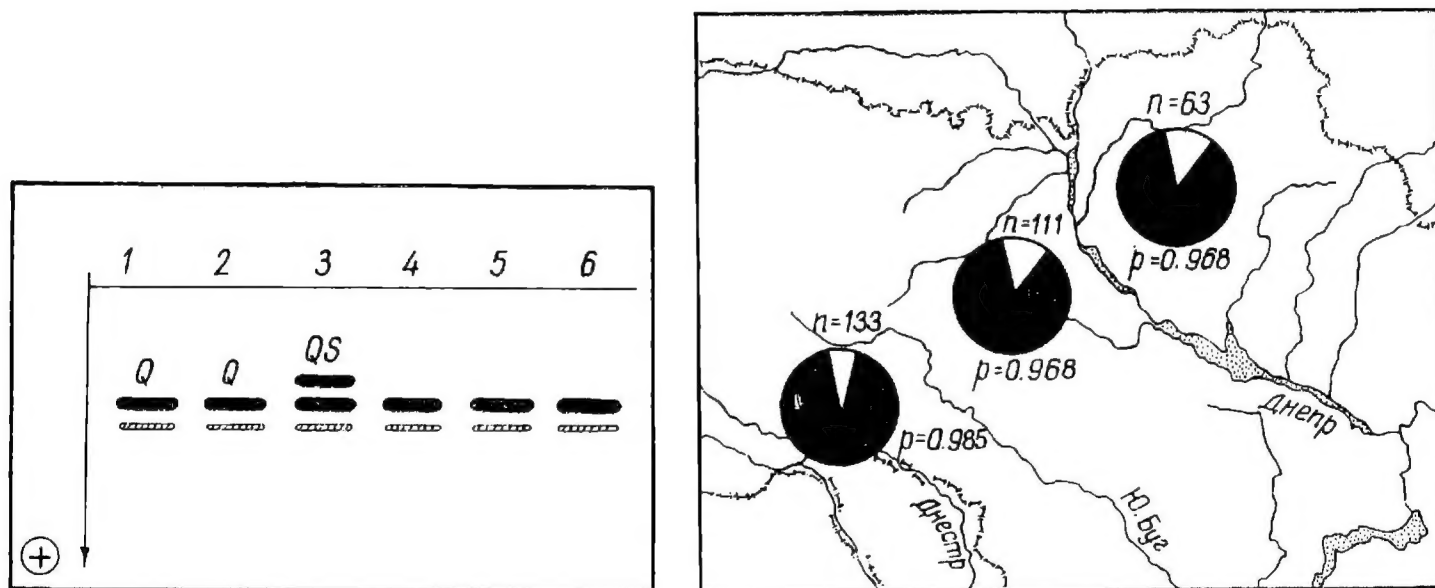 1 2 3 4 5 6
Q Q QS
+
n=63
p=0.968
n=111
p=0.968
n=133
p=0.985
Днепр
Ю. Буг
Днестр